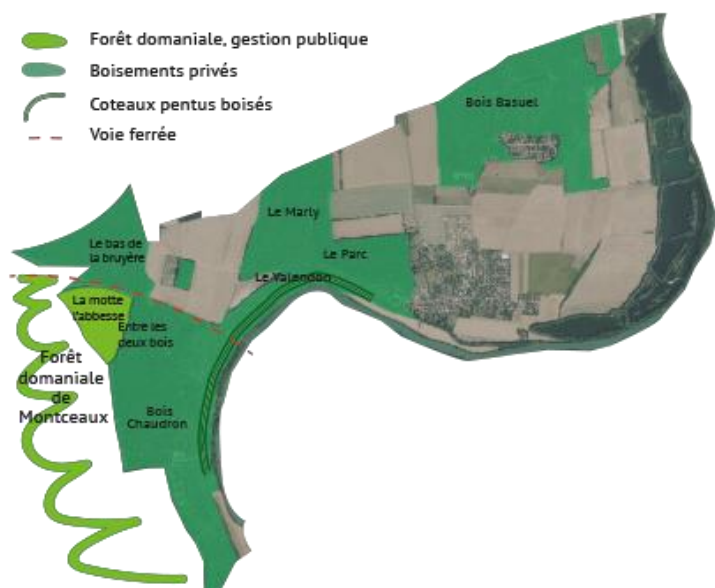 Forêt domaniale, gestion publique
Boisements privés
Coteaux pentus boisés
Voie ferrée
Bois Basuel
Le Marly
Le Parc
Le bas de
la bruyère
Le Valendon
La motte
l'abbesse
Entre les
deux bois
Forêt
domaniale
de
Montceaux
Bois
Chaudron